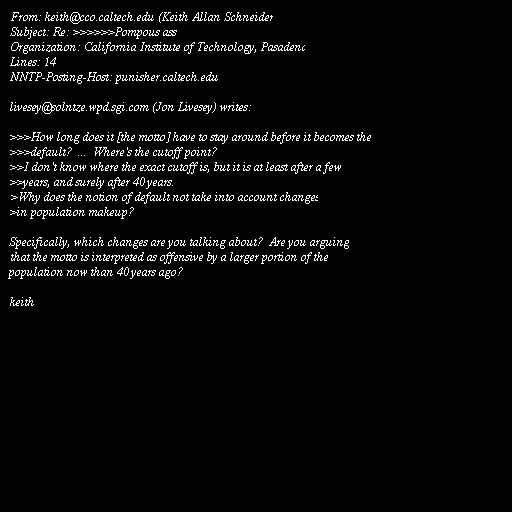 From: keith@cco.caltech.edu (Keith Allan Schneider
Subject: Re: >>>>>>Pompous ass
Organization: California Institute of Technology, Pasadena
Lines: 14
NNTP-Posting-Host: punisher.caltech.edu

livesey@solntze.wpd.sgi.com (Jon Livesey) writes:

>>>How long does it [the motto] have to stay around before it becomes the
>>>default?  ...  Where's the cutoff point?
>>I don't know where the exact cutoff is, but it is at least after a few
>>years, and surely after 40 years.
>Why does the notion of default not take into account changes
>in population makeup?

Specifically, which changes are you talking about?  Are you arguing
that the motto is interpreted as offensive by a larger portion of the
population now than 40 years ago?

keith